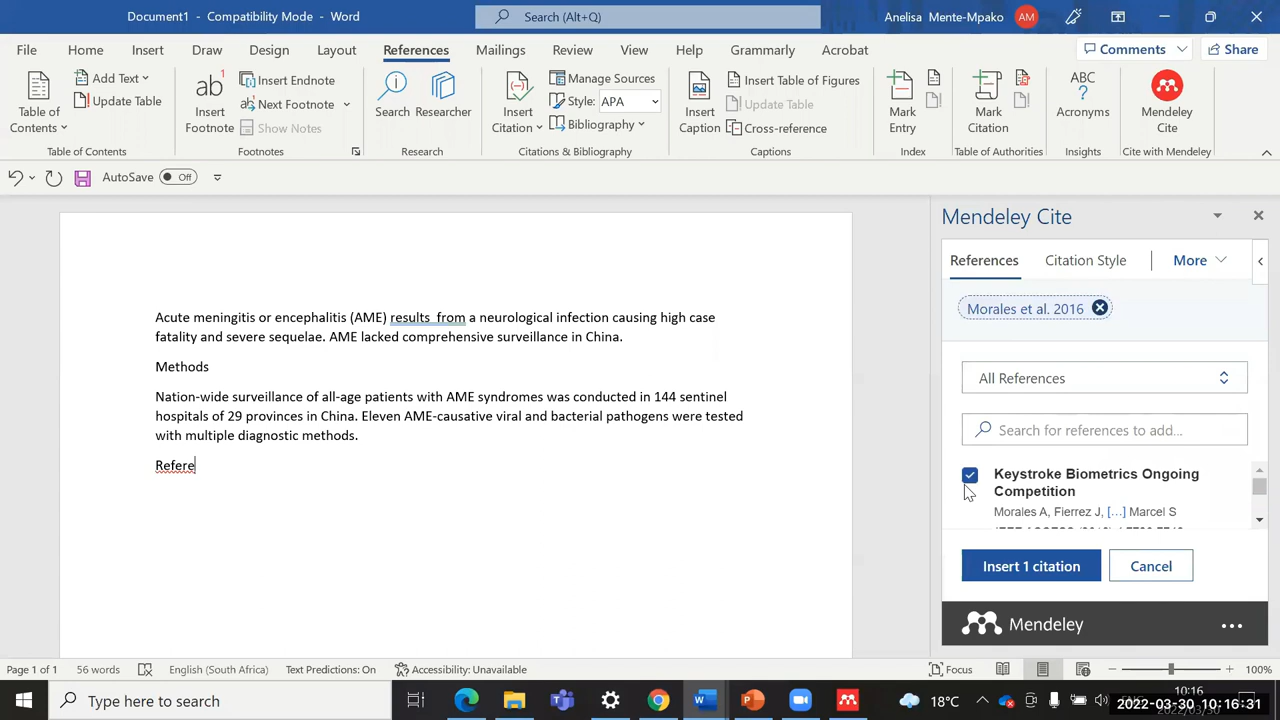 Document1 - Compatibility Mode - Word
Search (Alt+Q)
Anelisa Mente-Mpako
AM
File Home Insert Draw Design Layout References Mailings Review View Help Grammarly Acrobat
Comments
Share
Table of Contents
Add Text
Update Table
Table of Contents
ab
Insert Footnote
Insert Endnote
Next Footnote
Show Notes
Footnotes
Search
Researcher
Research
Insert Citation
Manage Sources
Style: APA
Bibliography
Citations & Bibliography
Insert Caption
Insert Table of Figures
Update Table
Cross-reference
Captions
Mark Entry
Index
Mark Citation
Table of Authorities
ABC
?
Acronyms
Insights
Mendeley Cite
Cite with Mendeley
AutoSave Off
Acute meningitis or encephalitis (AME) rsults from a neurological infection causing high case
fatality and severe sequelae. AME lacked comprehensive surveillance in China.
Methods
Nation-wide surveillance of all-age patients with AME syndromes was conducted in 144 sentinel
hospitals of 29 provinces in China. Eleven AME-causative viral and bacterial pathogens were tested
with multiple diagnostic methods.
Refere
Mendeley Cite
References Citation Style More
Morales et al. 2016
All References
Search for references to add...
Keystroke Biometrics Ongoing
Competition
Morales A, Fierrez J, [...] Marcel S
Insert 1 citation
Cancel
Mendeley
Page 1 of 1 56 words English (South Africa) Text Predictions: On Accessibility: Unavailable
Focus
100%
Type here to search
18°C
10:16
2022-03-30 10:16:31